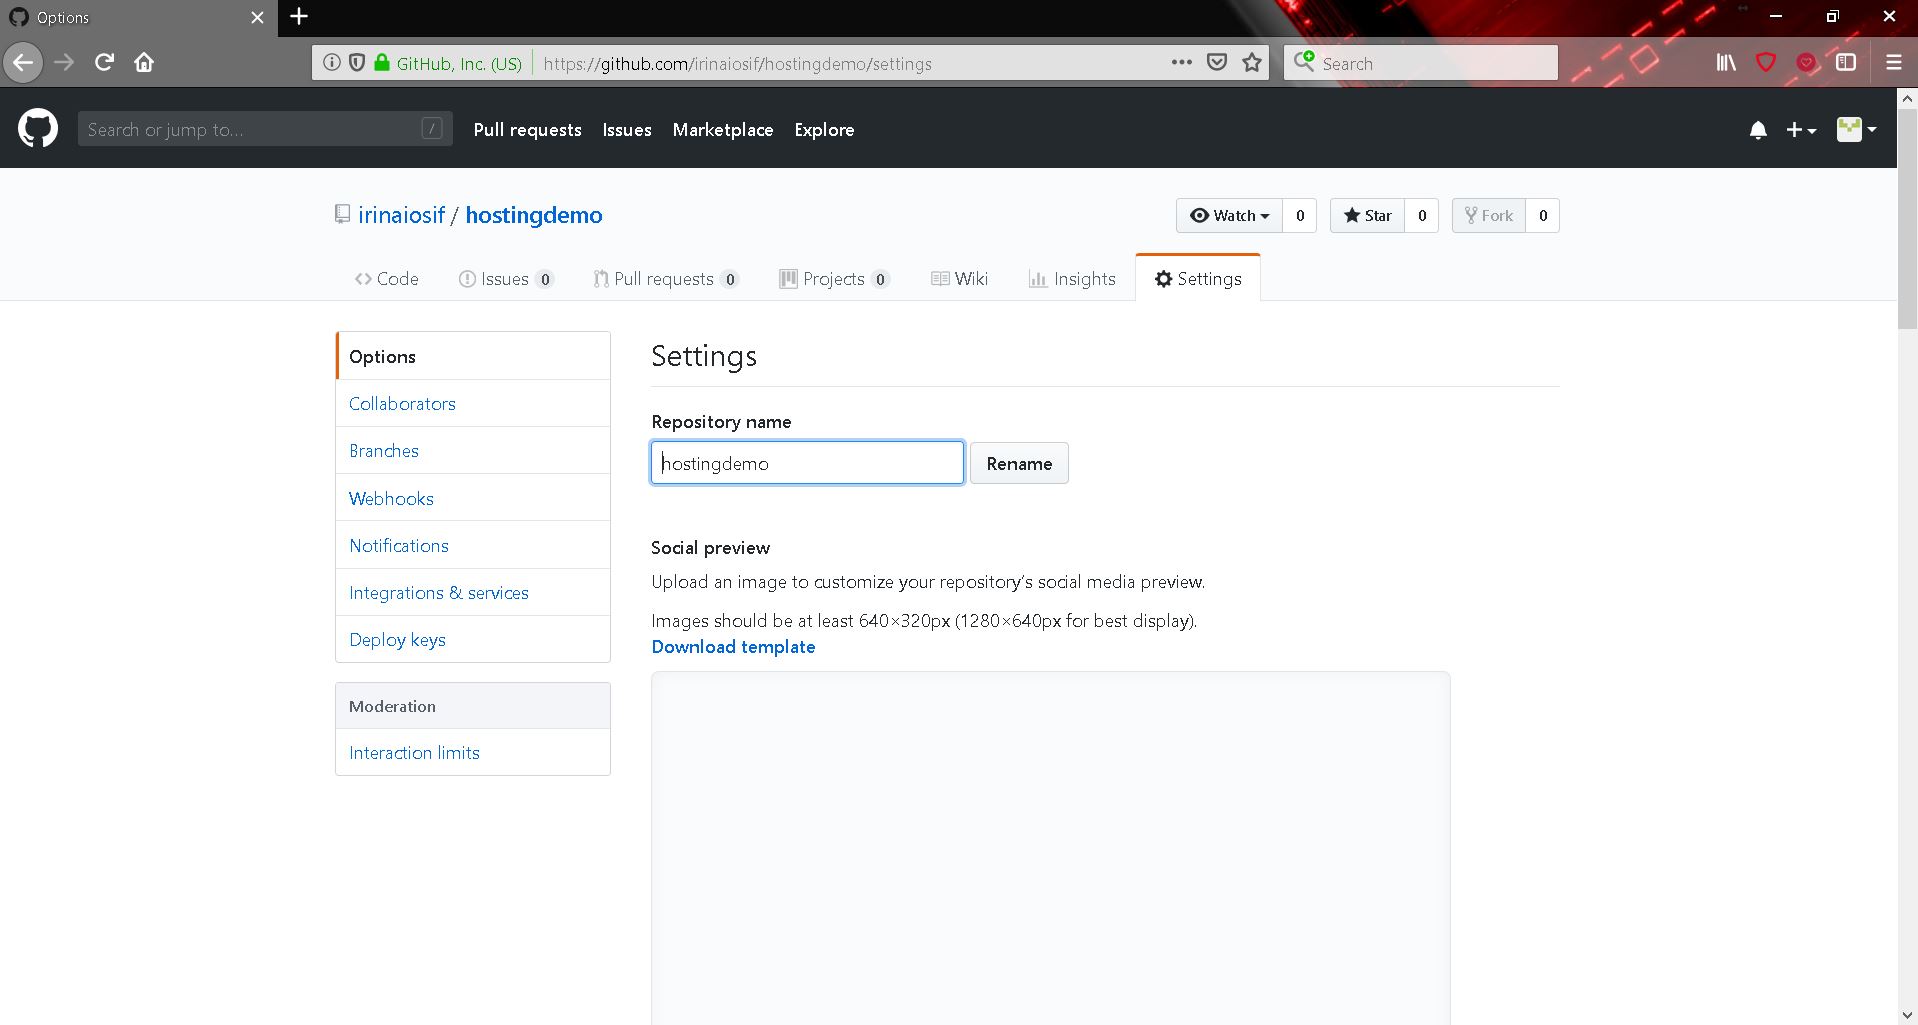 Options
GitHub, Inc. (US) https://github.com/irinaiosif/hostingdemo/settings Search
Search or jump to... / Pull requests Issues Marketplace Explore
irinaiosif / hostingdemo Watch 0 Star 0 Fork 0
Code Issues 0 Pull requests 0 Projects 0 Wiki Insights Settings
Options
Collaborators
Branches
Webhooks
Notifications
Integrations & services
Deploy keys
Moderation
Interaction limits
Settings
Repository name
hostingdemo Rename
Social preview
Upload an image to customize your repository's social media preview.
Images should be at least 640×320px (1280×640px for best display).
Download template